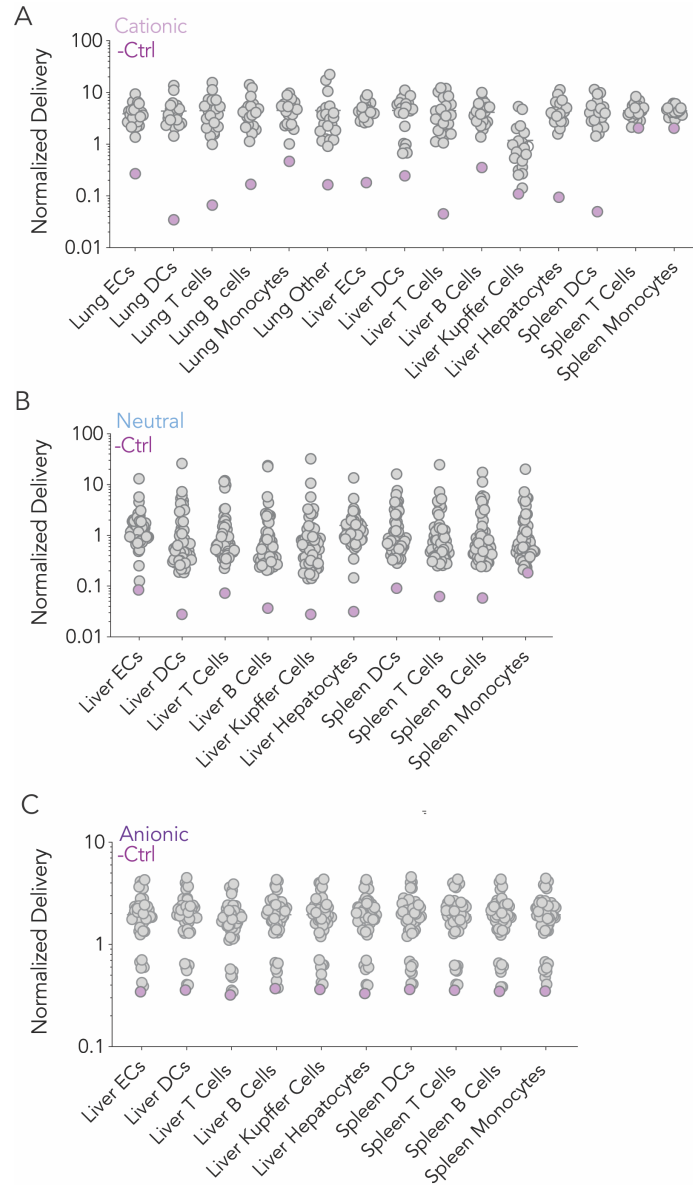 A
Cationic
-Ctrl
Normalized Delivery
100
10
1
0.1
0.01
Lung ECs
Lung DCs
Lung T cells
Lung B cells
Lung Monocytes
Lung Other
Liver ECs
Liver DCs
Liver T Cells
Liver B Cells
Liver Kupffer Cells
Liver Hepatocytes
Spleen DCs
Spleen T Cells
Spleen Monocytes
B
Neutral
-Ctrl
Normalized Delivery
100
10
1
0.1
0.01
Liver ECs
Liver DCs
Liver T Cells
Liver B Cells
Liver Kupffer Cells
Liver Hepatocytes
Spleen DCs
Spleen T Cells
Spleen B Cells
Spleen Monocytes
C
Anionic
-Ctrl
Normalized Delivery
10
1
0.1
Liver ECs
Liver DCs
Liver T Cells
Liver B Cells
Liver Kupffer Cells
Liver Hepatocytes
Spleen DCs
Spleen T Cells
Spleen B Cells
Spleen Monocytes